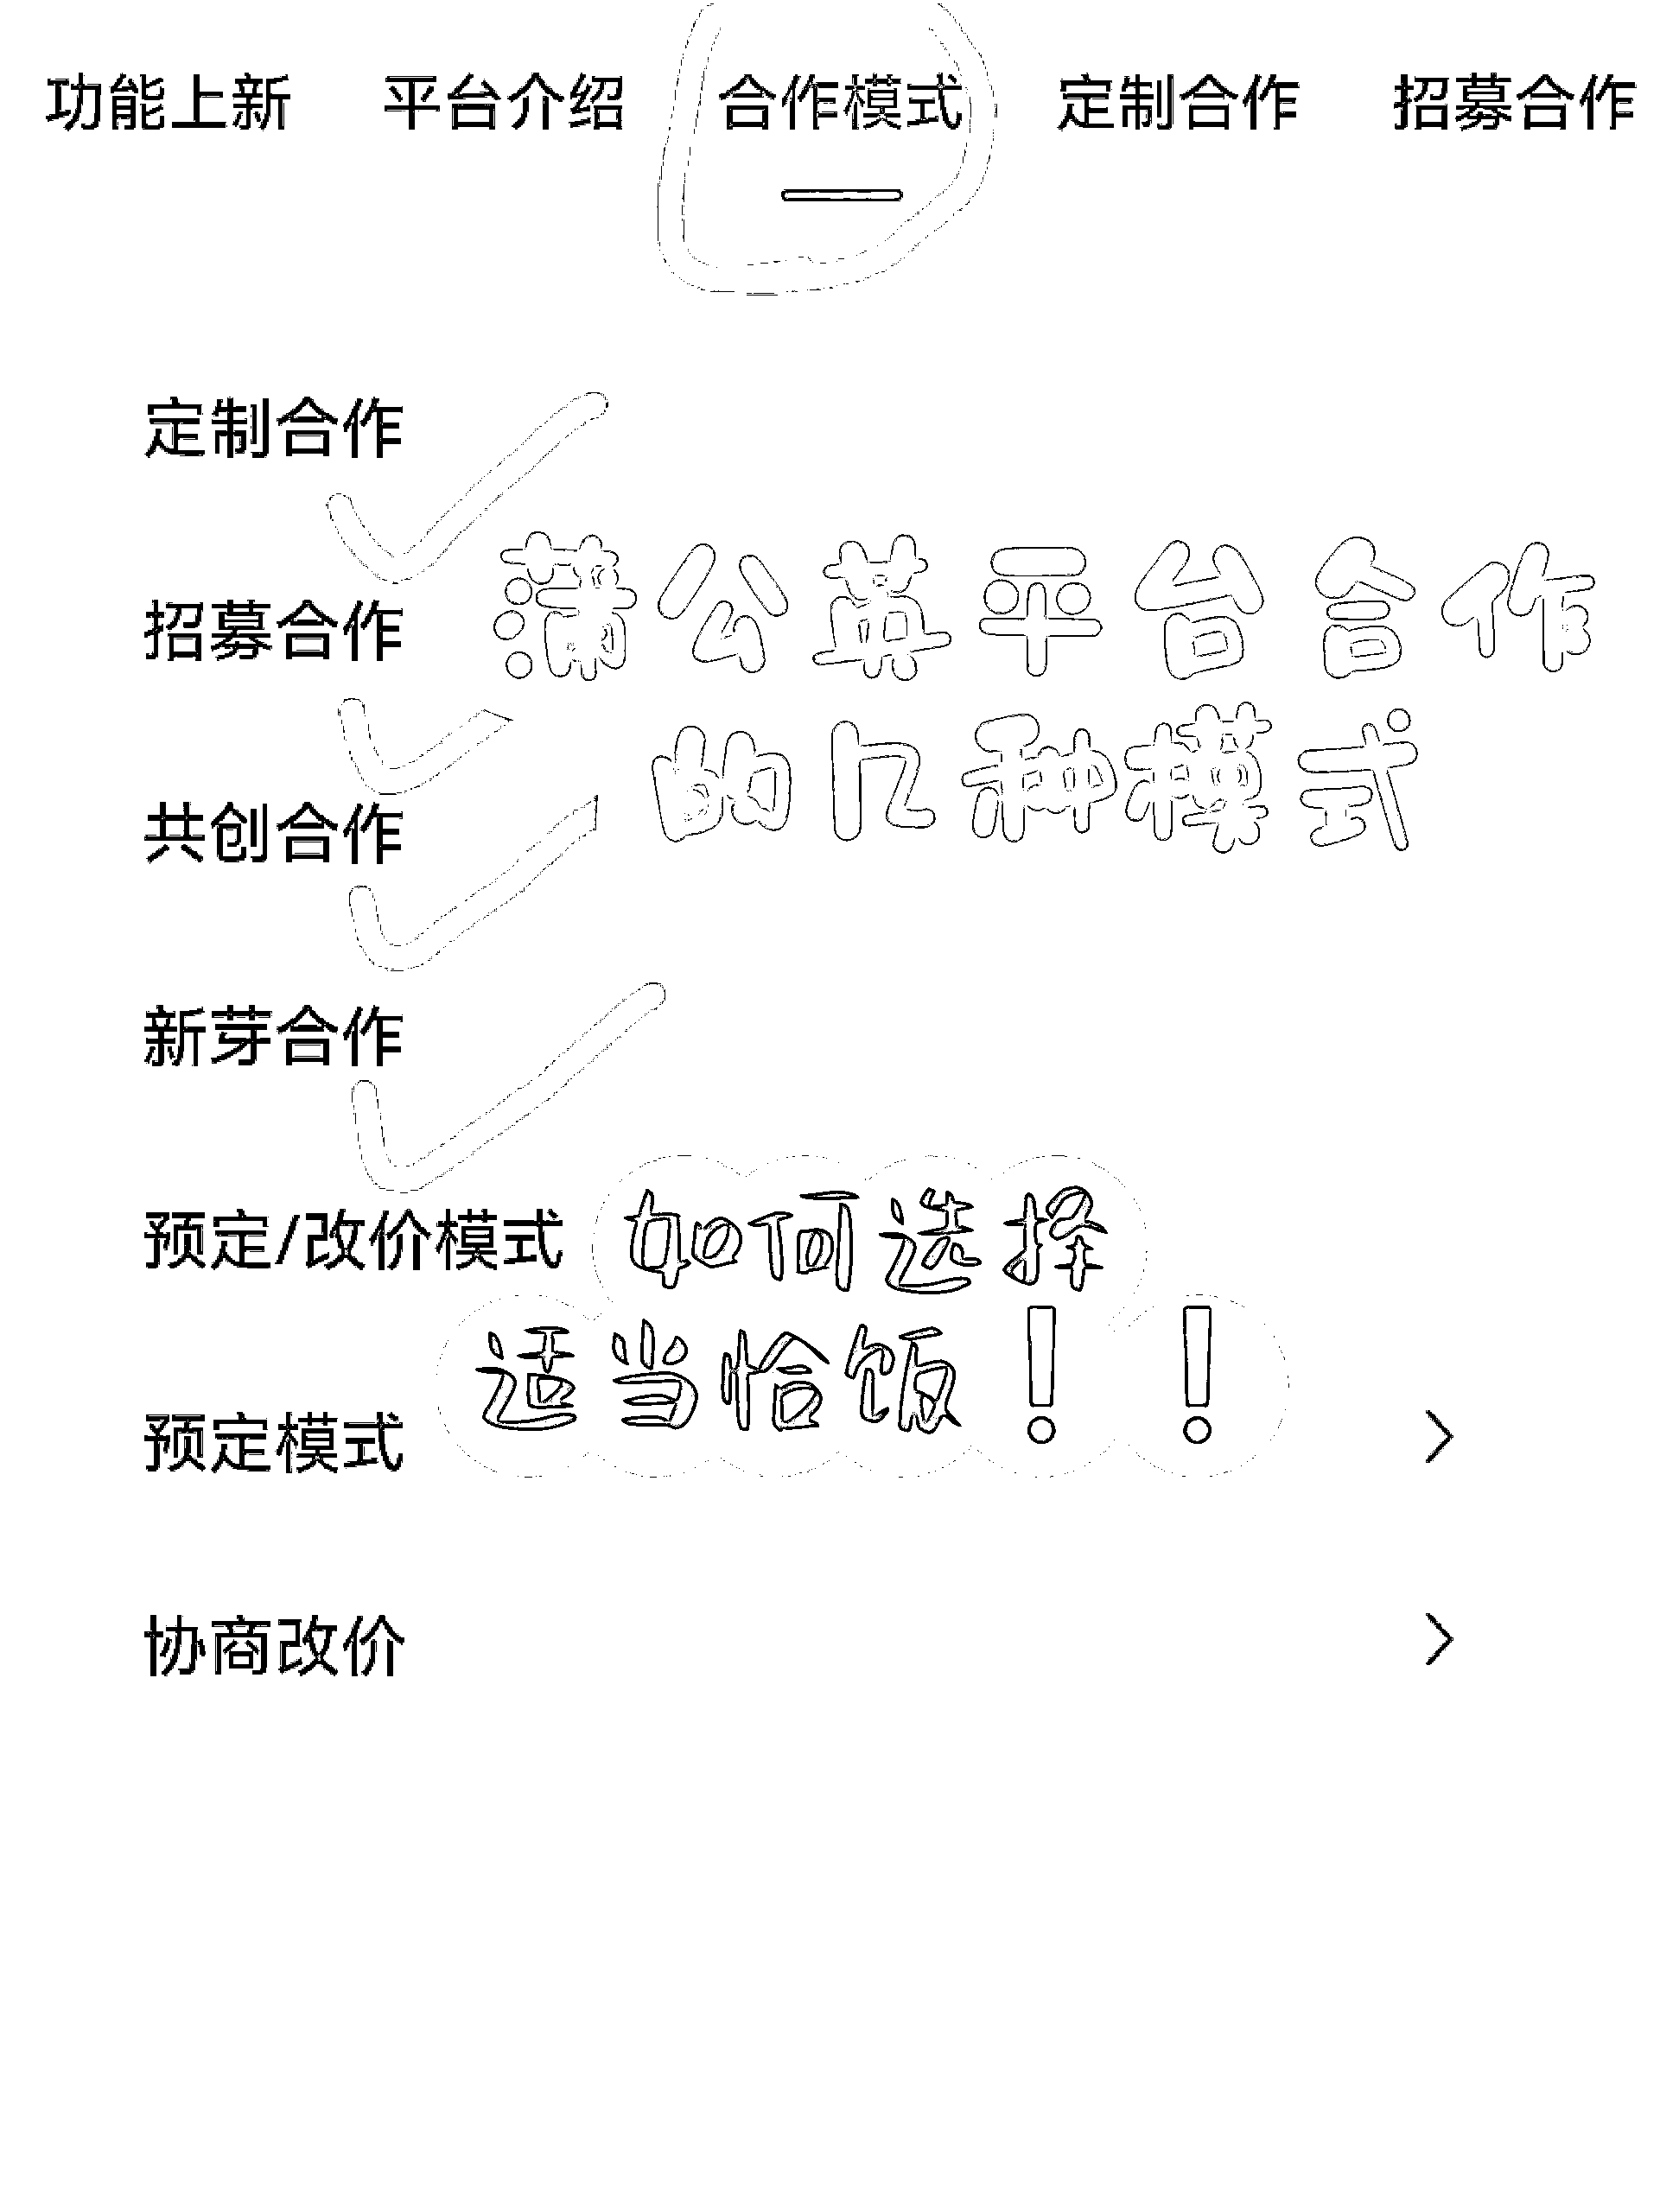 功能上新 平台介绍 合作模式 定制合作 招募合作
定制合作
蒲公英平台合作
招募合作
的几种模式
共创合作
新芽合作
预定/改价模式
如何选择
适当恰饭！！
预定模式
协商改价